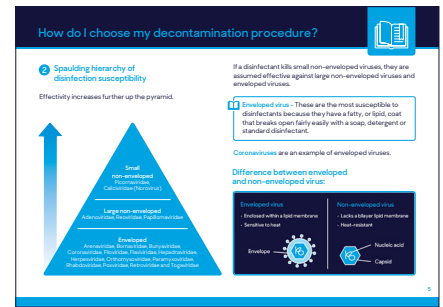 How do I choose my decontamination procedure?
2 Spaulding hierarchy of
disinfection susceptibility
Effectivity increases further up the pyramid.
Small
non-enveloped
Picornaviridae,
Caliciviridae (Norovirus)
Large non-enveloped
Adenoviridae, Reoviridae, Papillomaviridae
Enveloped
Arenaviridae, Bornaviridae, Bunyaviridae,
Coronaviridae, Filoviridae, Flaviridae, Hepadnaviridae,
Herpesviridae, Orthomyxoviridae, Paramyxoviridae,
Rhabdoviridae, Poxviridae, Retroviridae and Togaviridae
If a disinfectant kills small non-enveloped viruses, they are
assumed effective against large non-enveloped viruses and
enveloped viruses.
Enveloped virus - These are the most susceptible to
disinfectants because they have a fatty, or lipid, coat
that breaks open fairly easily with a soap, detergent or
standard disinfectant.
Coronaviruses are an example of enveloped viruses.
Difference between enveloped
and non-enveloped virus:
Enveloped virus
- Enclosed within a lipid membrane
- Sensitive to heat
Envelope
Non-enveloped virus
- Lacks a bilayer lipid membrane
- Heat-resistant
Nucleic acid
Capsid
5